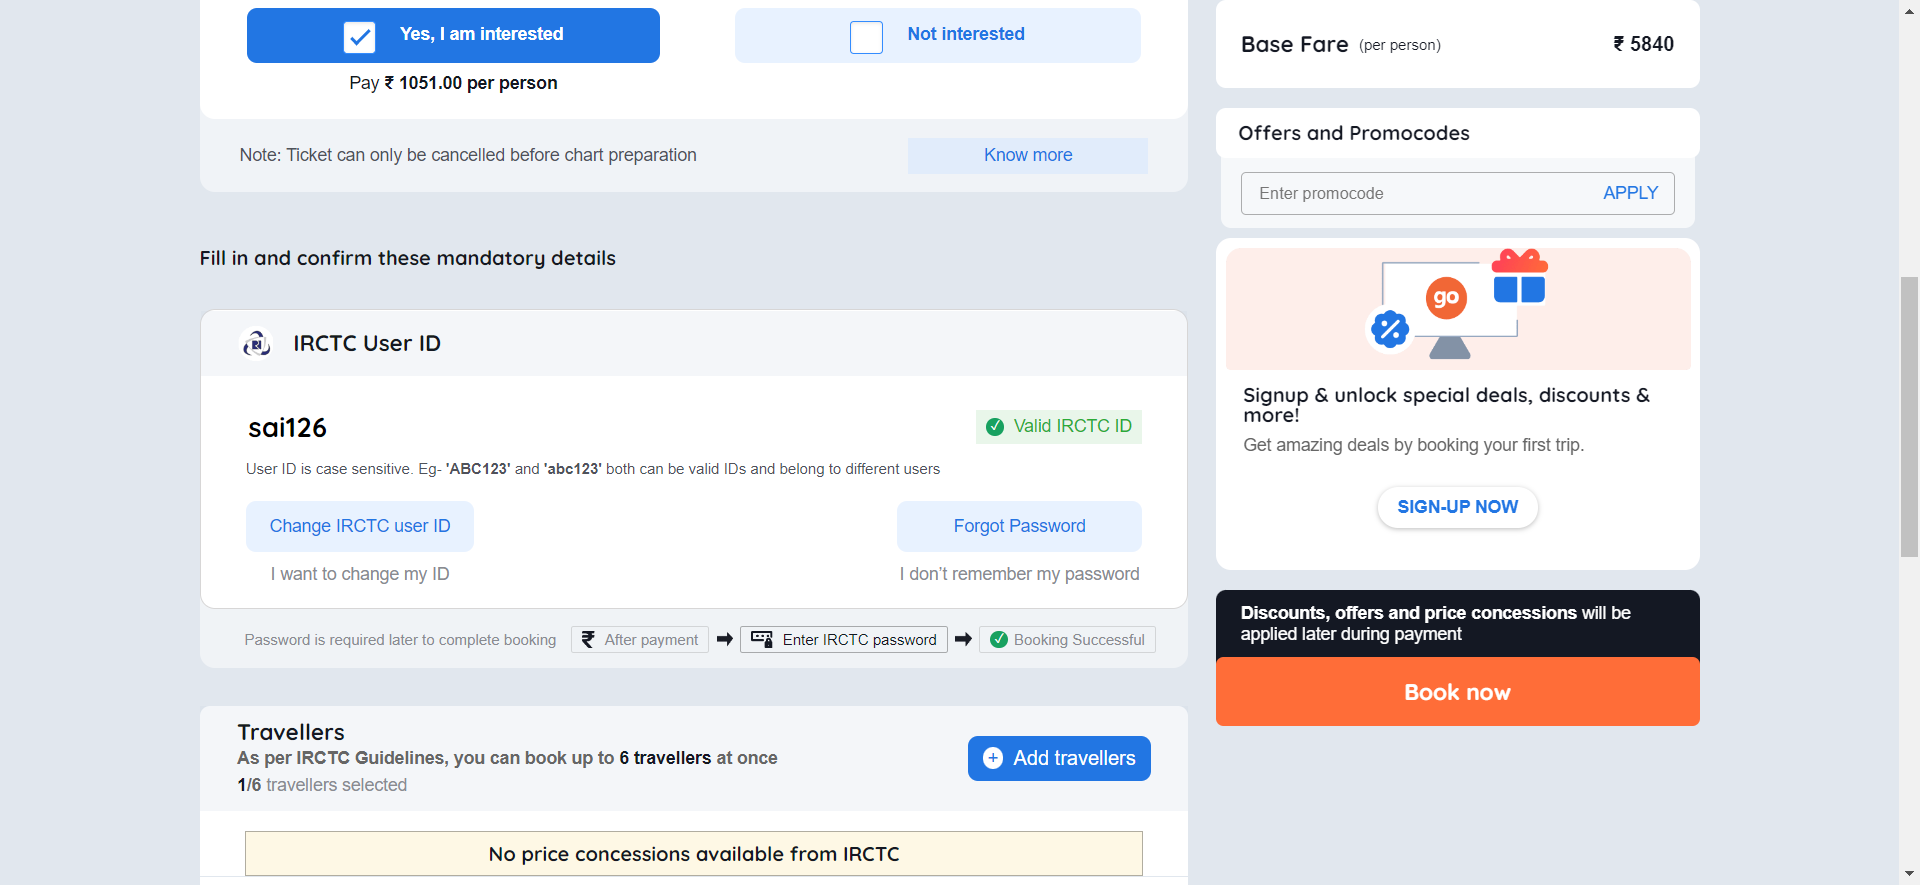 Yes, I am interested
Not interested
Pay ₹ 1051.00 per person
Note: Ticket can only be cancelled before chart preparation
Know more
Fill in and confirm these mandatory details
IRCTC User ID
sai126
Valid IRCTC ID
User ID is case sensitive. Eg- 'ABC123' and 'abc123' both can be valid IDs and belong to different users
Change IRCTC user ID
Forgot Password
I want to change my ID
I don't remember my password
Password is required later to complete booking
₹ After payment
Enter IRCTC password
Booking Successful
Travellers
As per IRCTC Guidelines, you can book up to 6 travellers at once
1/6 travellers selected
Add travellers
No price concessions available from IRCTC
Base Fare (per person)
₹ 5840
Offers and Promocodes
Enter promocode
APPLY
go
Signup & unlock special deals, discounts &
more!
Get amazing deals by booking your first trip.
SIGN-UP NOW
Discounts, offers and price concessions will be
applied later during payment
Book now